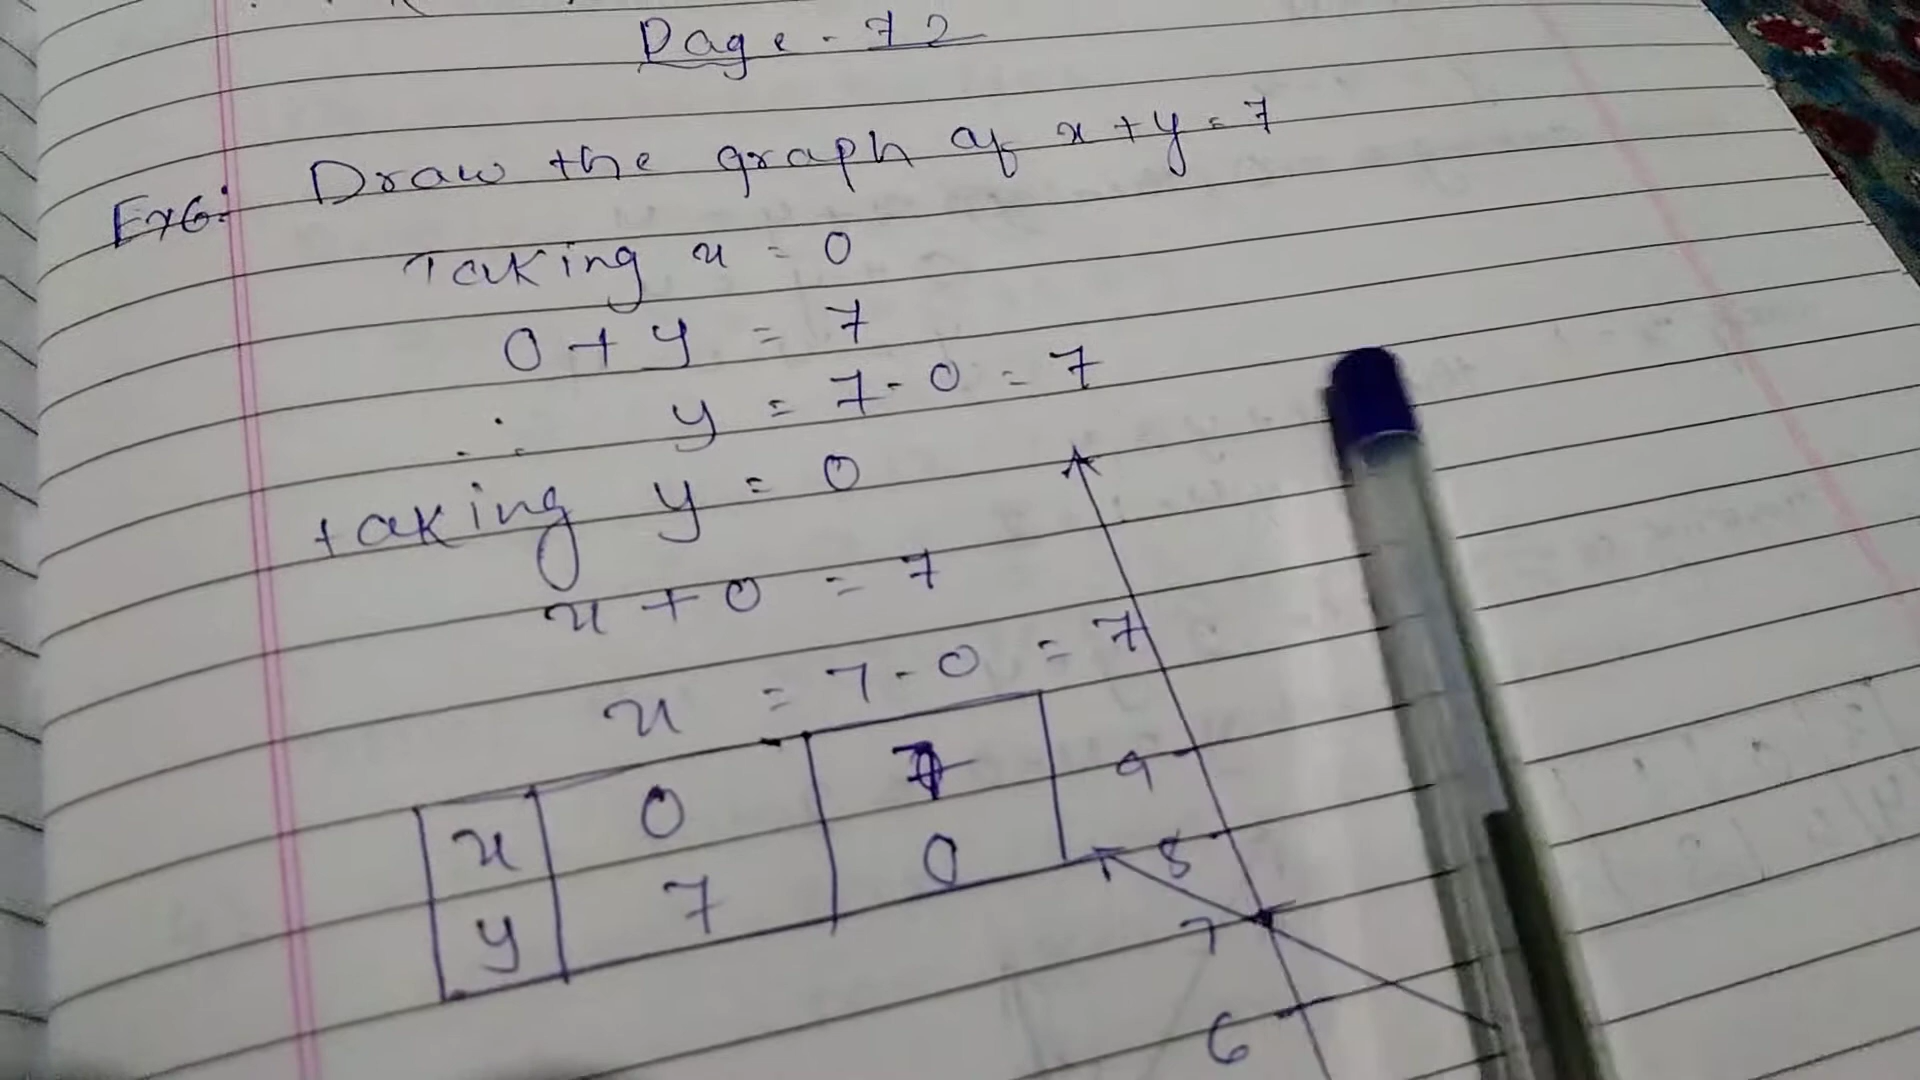 Page - 72
Ex6: Draw the graph of x + y = 7
Taking x = 0
0 + y = 7
∴ y = 7 - 0 = 7
taking y = 0
x + 0 = 7
x = 7 - 0 = 7
x 0 7
y 7 0
9
8
7
6